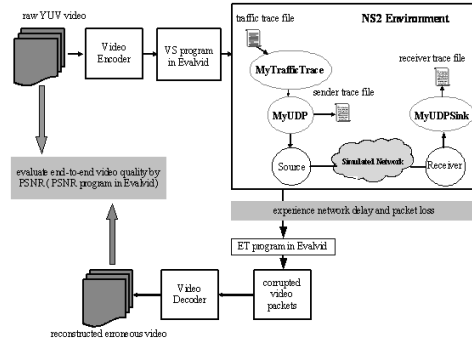 raw YUV video
Video
Encoder
VS program
in Evalvid
NS2 Environment
traffic trace file
MyTrafficTrace
sender trace file
MyUDP
receiver trace file
MyUDPSink
Source
Simulated Network
Receiver
evaluate end-to-end video quality by
PSNR ( PSNR program in Evalvid)
experience network delay and packet loss
ET program in Evalvid
Video
Decoder
corrupted
video
packets
reconstructed erroneous video